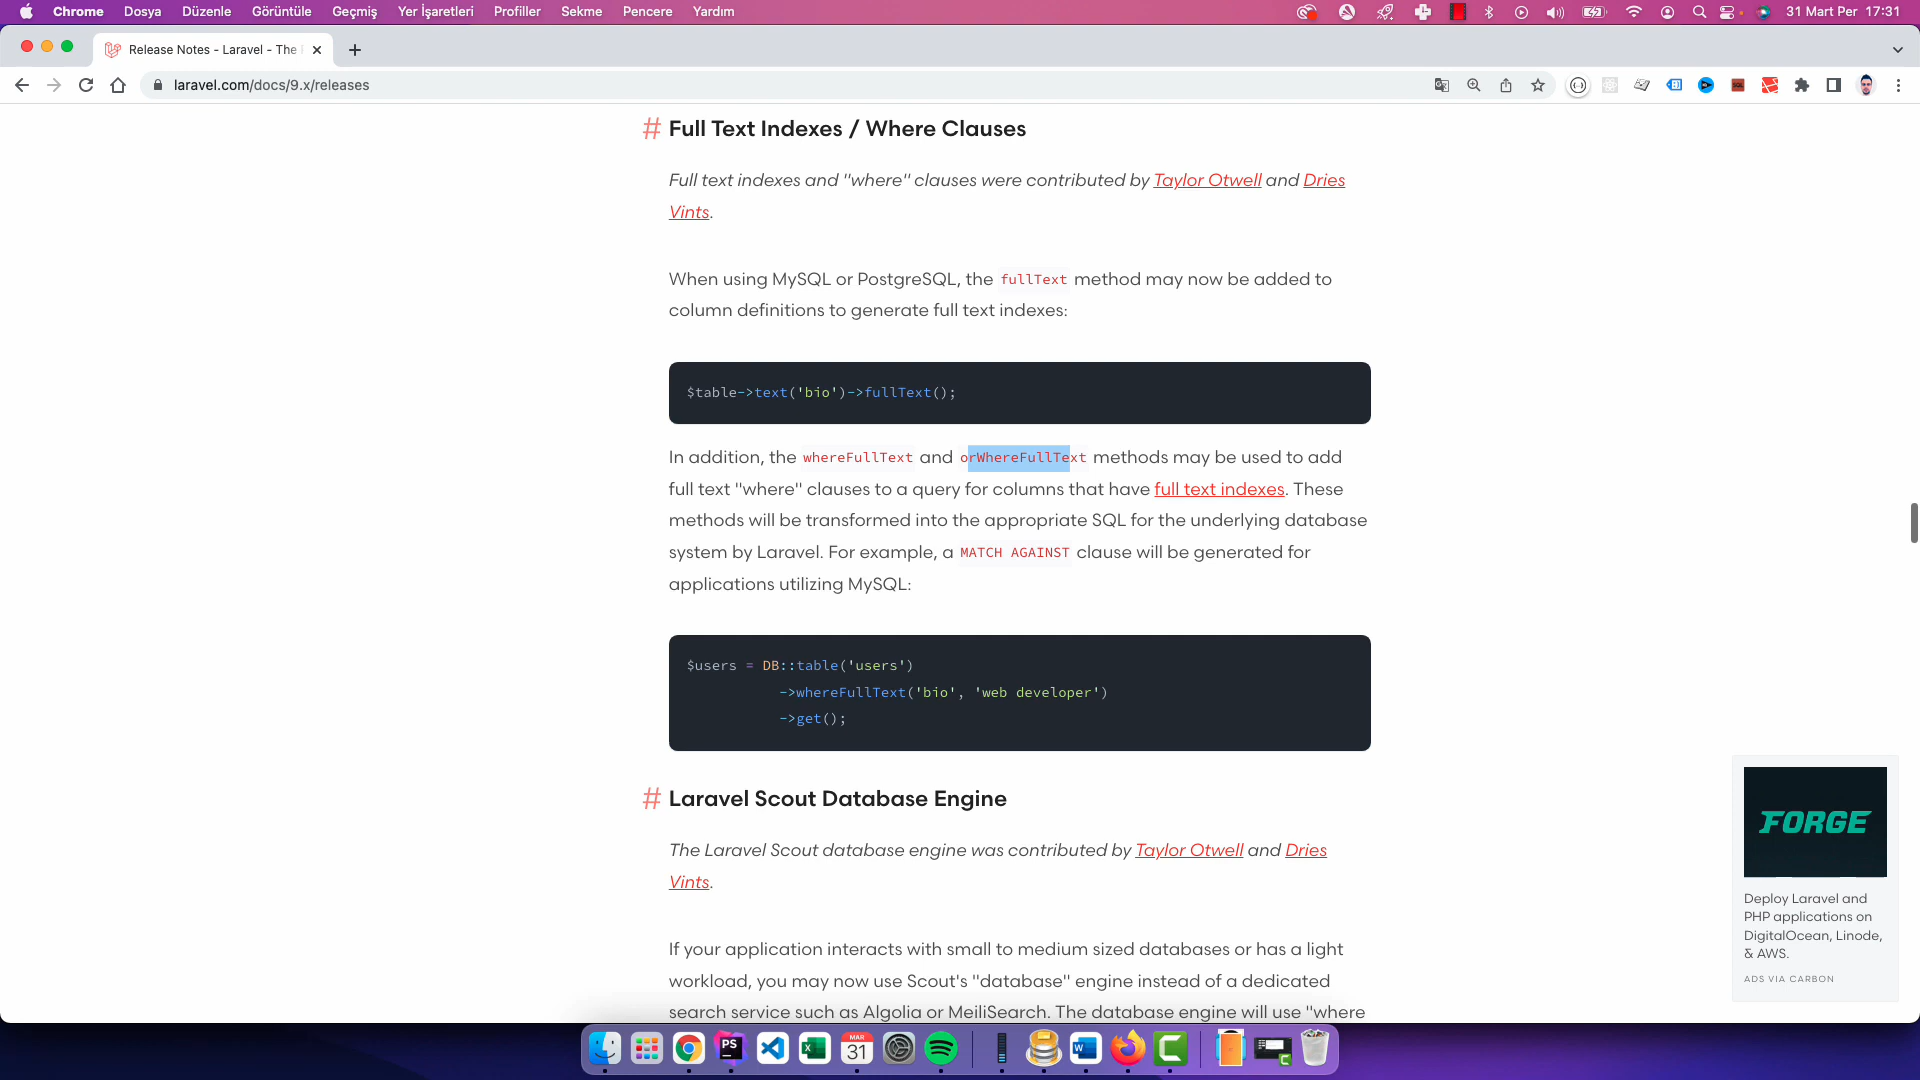 Chrome Dosya Düzenle Görüntüle Geçmiş Yer İşaretleri Profiller Sekme Pencere Yardım 31 Mart Per 17:31
Release Notes - Laravel - The
laravel.com/docs/9.x/releases
# Full Text Indexes / Where Clauses
Full text indexes and "where" clauses were contributed by Taylor Otwell and Dries
Vints.
When using MySQL or PostgreSQL, the fullText method may now be added to
column definitions to generate full text indexes:
$table->text('bio')->fullText();
In addition, the whereFullText and orWhereFullText methods may be used to add
full text "where" clauses to a query for columns that have full text indexes. These
methods will be transformed into the appropriate SQL for the underlying database
system by Laravel. For example, a MATCH AGAINST clause will be generated for
applications utilizing MySQL:
$users = DB::table('users')
->whereFullText('bio', 'web developer')
->get();
# Laravel Scout Database Engine
The Laravel Scout database engine was contributed by Taylor Otwell and Dries
Vints.
If your application interacts with small to medium sized databases or has a light
workload, you may now use Scout's "database" engine instead of a dedicated
search service such as Algolia or MeiliSearch. The database engine will use "where
FORGE
Deploy Laravel and
PHP applications on
DigitalOcean, Linode,
& AWS.
ADS VIA CARBON
PS
MAR
31